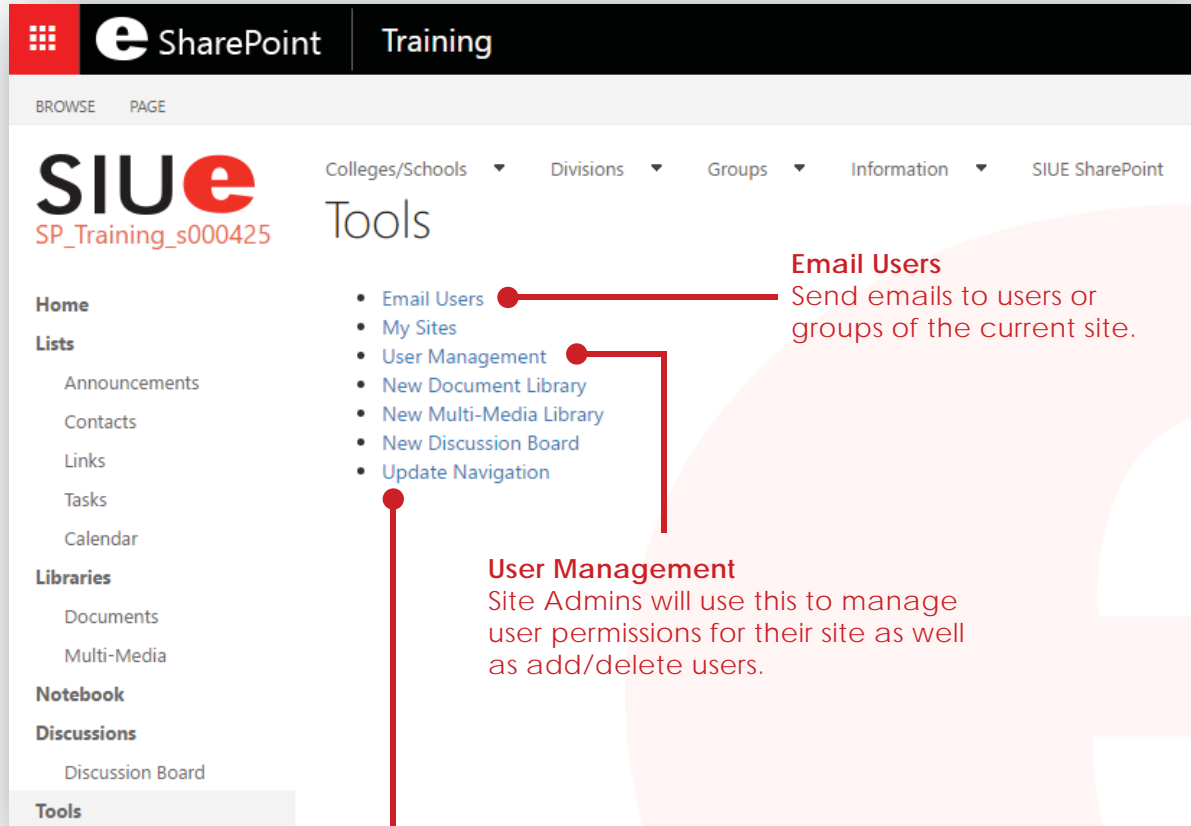 e SharePoint
Training
BROWSE PAGE
SIUe
SP_Training_s000425
Colleges/Schools Divisions Groups Information SIUE SharePoint
Tools
Home
Lists
Announcements
Contacts
Links
Tasks
Calendar
Libraries
Documents
Multi-Media
Notebook
Discussions
Discussion Board
Tools
Email Users
My Sites
User Management
New Document Library
New Multi-Media Library
New Discussion Board
Update Navigation
Email Users
Send emails to users or
groups of the current site.
User Management
Site Admins will use this to manage
user permissions for their site as well
as add/delete users.